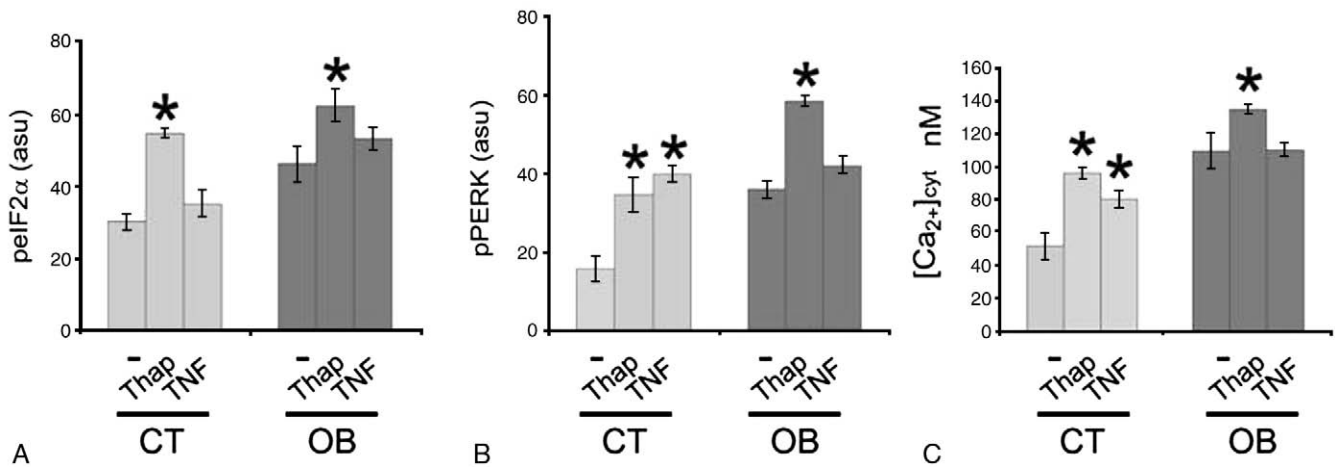 80
60
40
20
0
peIF2α (asu)
* *
- Thap TNF - Thap TNF
CT OB
A
80
60
40
20
0
pPERK (asu)
* * *
- Thap TNF - Thap TNF
CT OB
B
160
140
120
100
80
60
40
20
0
[Ca2+]cyt nM
* * *
- Thap TNF - Thap TNF
CT OB
C